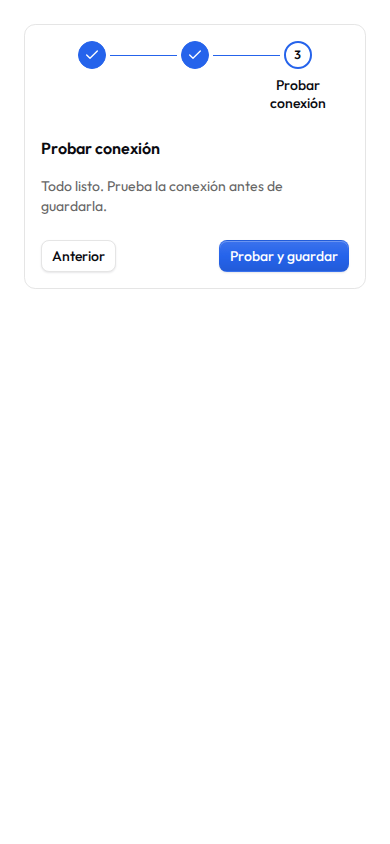 3
Probar
conexión
Probar conexión
Todo listo. Prueba la conexión antes de
guardarla.
Anterior
Probar y guardar